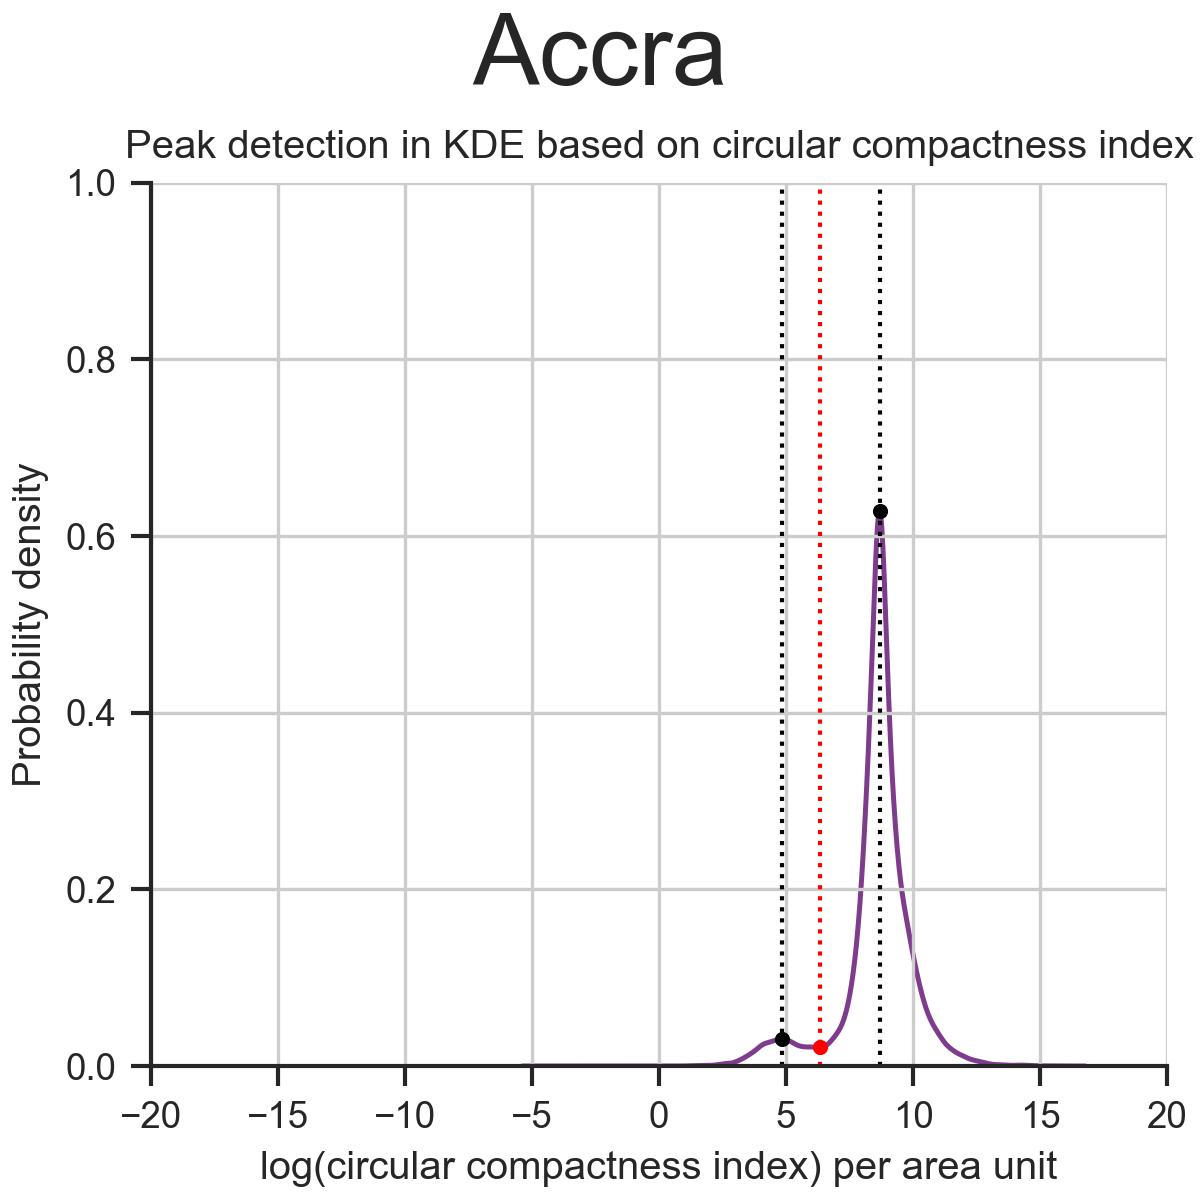 Accra
Peak detection in KDE based on circular compactness index
1.0
0.8
0.6
0.4
0.2
0.0
Probability density
−20 −15 −10 −5 0 5 10 15 20
log(circular compactness index) per area unit